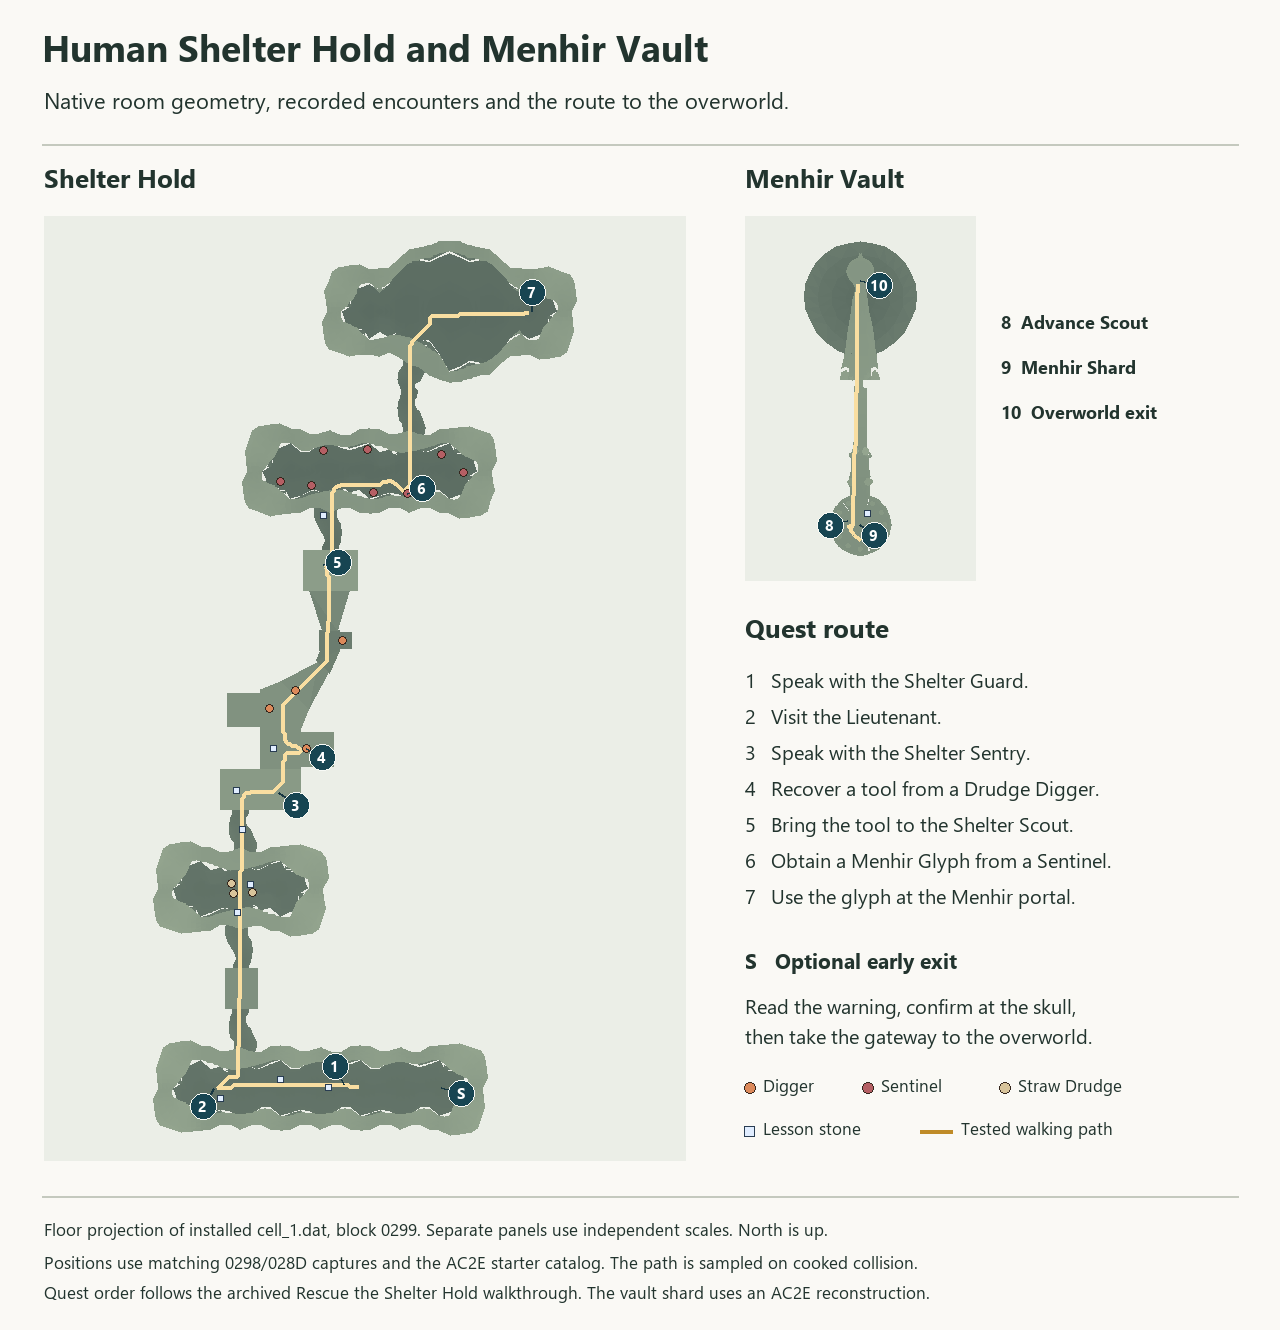 Human Shelter Hold and Menhir Vault
Native room geometry, recorded encounters and the route to the overworld.
Shelter Hold
7
6
5
4
3
1
2
S
Menhir Vault
10
8
9
8 Advance Scout
9 Menhir Shard
10 Overworld exit
Quest route
1 Speak with the Shelter Guard.
2 Visit the Lieutenant.
3 Speak with the Shelter Sentry.
4 Recover a tool from a Drudge Digger.
5 Bring the tool to the Shelter Scout.
6 Obtain a Menhir Glyph from a Sentinel.
7 Use the glyph at the Menhir portal.
S Optional early exit
Read the warning, confirm at the skull,
then take the gateway to the overworld.
Digger Sentinel Straw Drudge
Lesson stone Tested walking path
Floor projection of installed cell_1.dat, block 0299. Separate panels use independent scales. North is up.
Positions use matching 0298/028D captures and the AC2E starter catalog. The path is sampled on cooked collision.
Quest order follows the archived Rescue the Shelter Hold walkthrough. The vault shard uses an AC2E reconstruction.